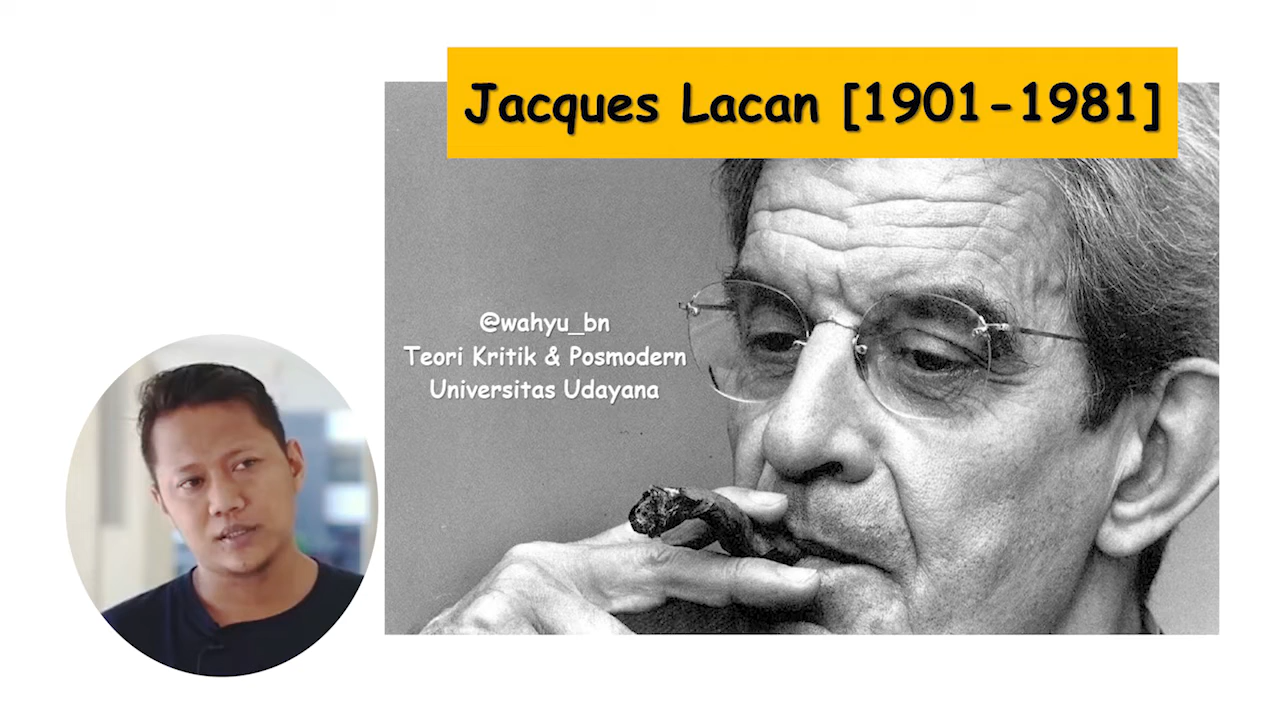 Jacques Lacan [1901-1981]
@wahyu_bn
Teori Kritik & Posmodern
Universitas Udayana